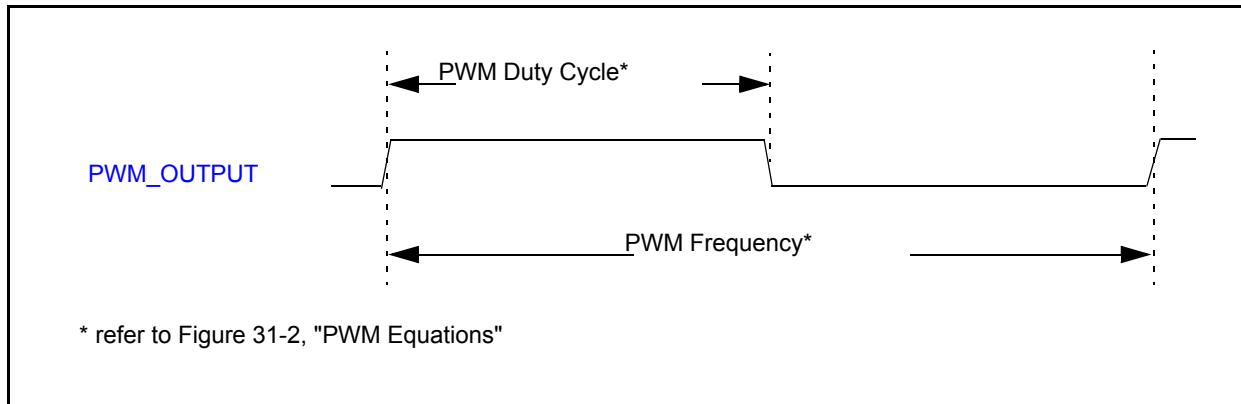 PWM Duty Cycle*
PWM_OUTPUT
PWM Frequency*
* refer to Figure 31-2, "PWM Equations"